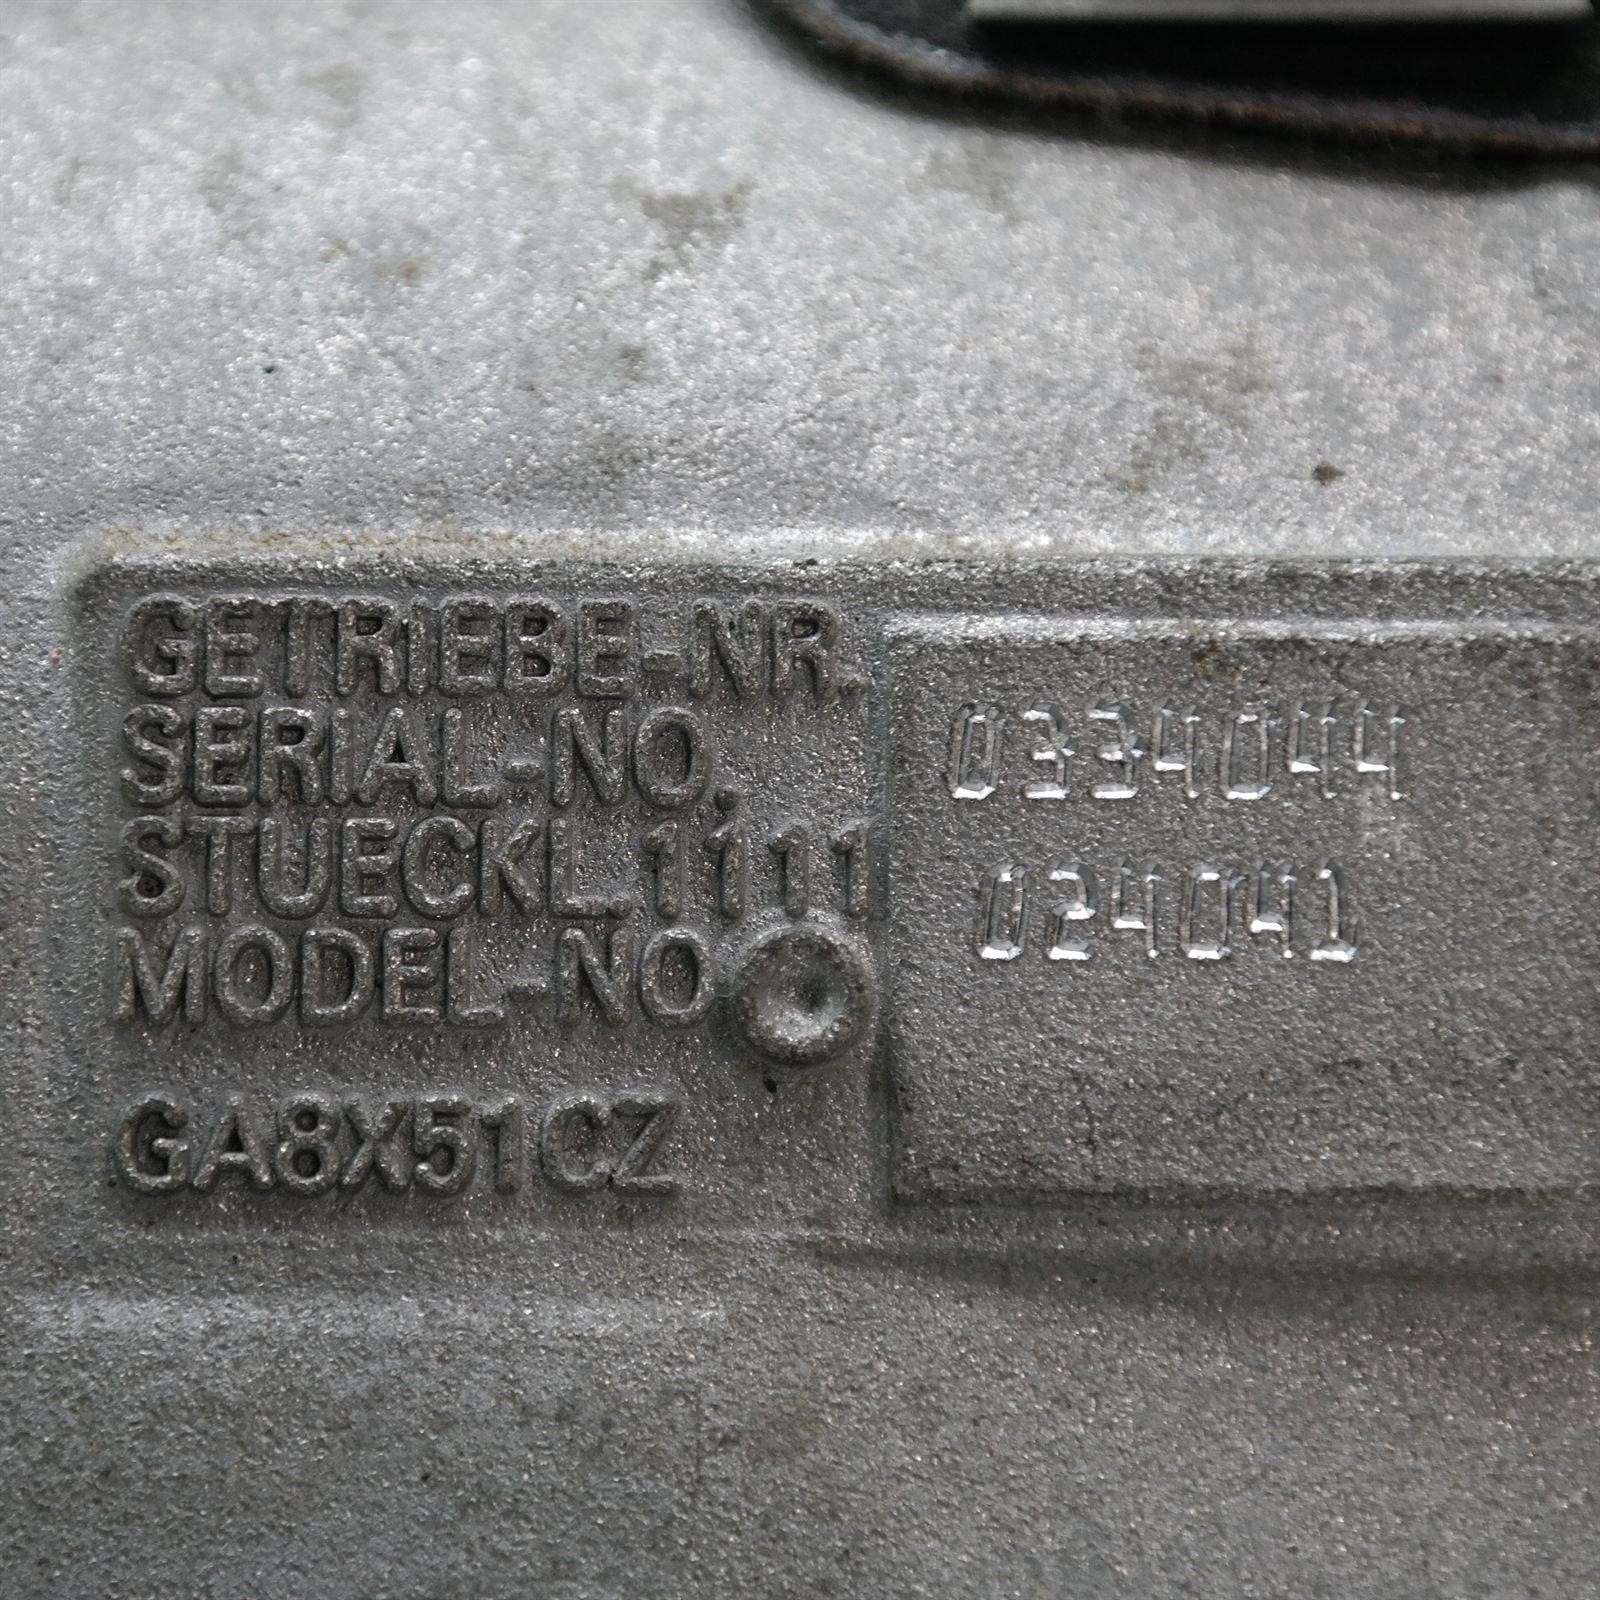 GETRIEBE-NR.
SERIAL-NO. 0334044
STUECKL.1111 024041
MODEL-NO
GA8X51CZ